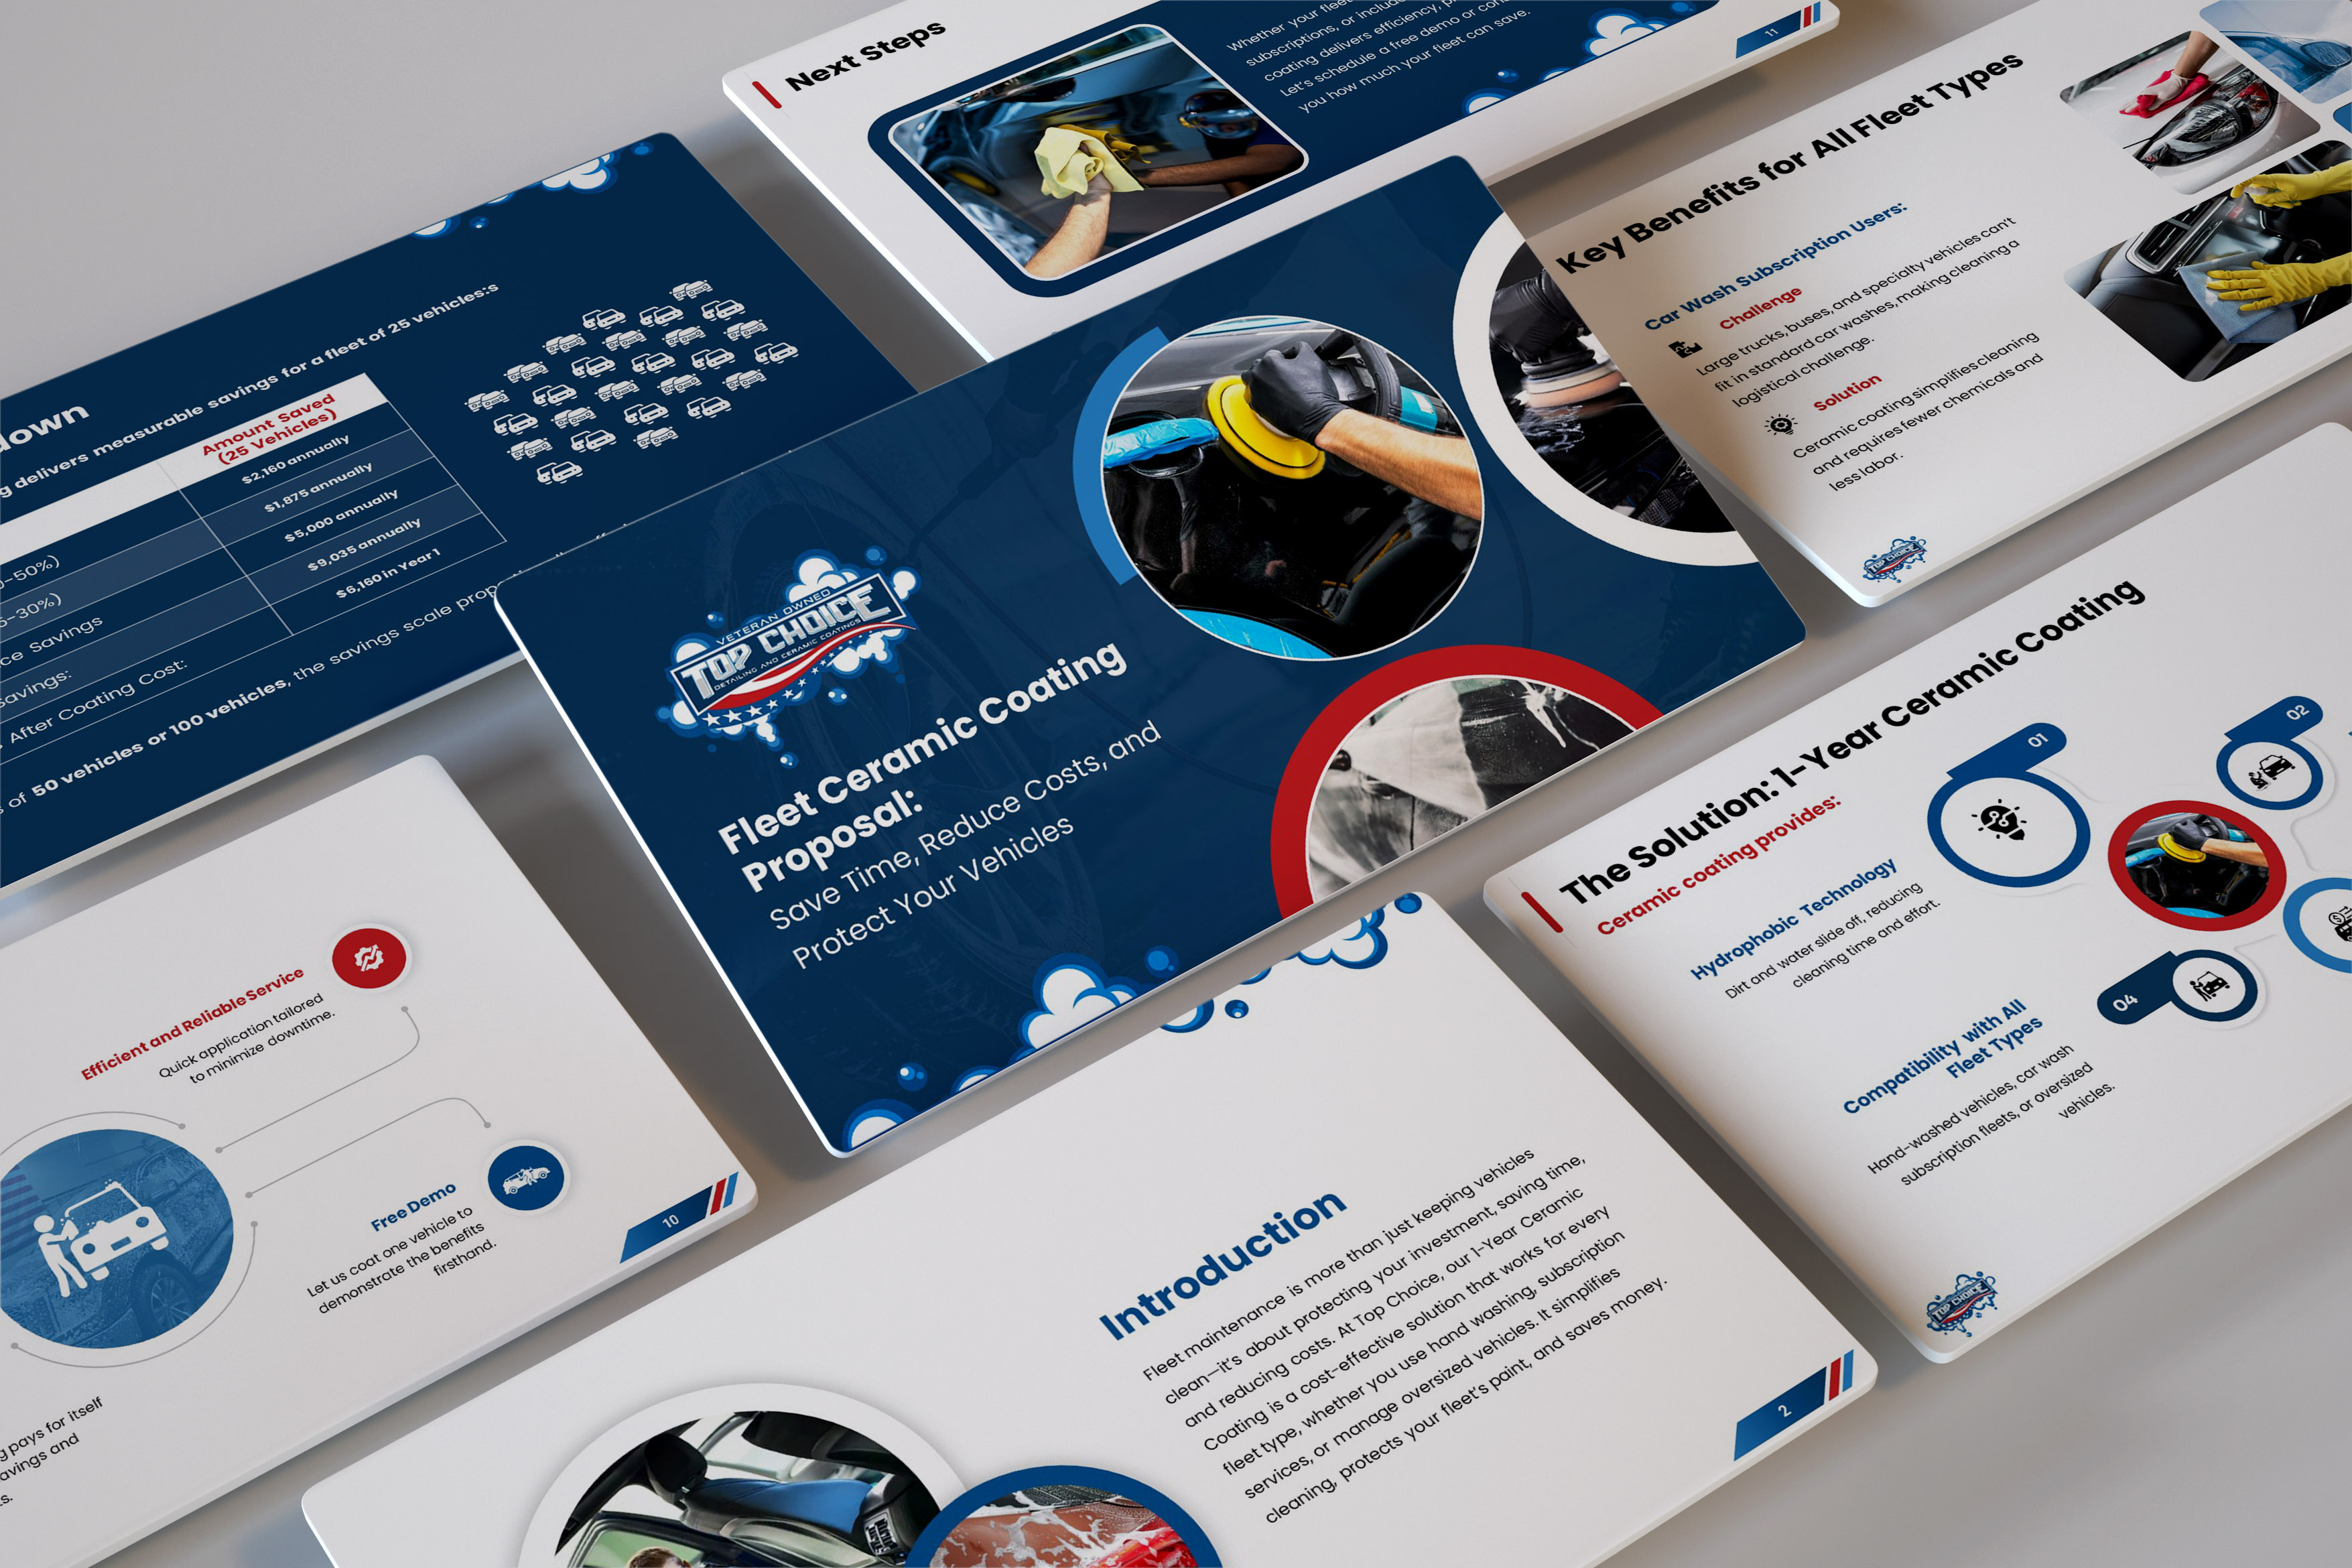 Next Steps
Whether your fleet
subscriptions, or
coating delivers efficiency,
Let's schedule a free demo or
you how much your fleet can save.
11
Key Benefits for All Fleet Types
Car Wash Subscription Users:
Challenge
Large trucks, buses, and specialty vehicles can't
fit in standard car washes, making cleaning a
logistical challenge.
Solution
Ceramic coating simplifies cleaning
and requires fewer chemicals and
less labor.
TOP CHOICE
down
g delivers measurable savings for a fleet of 25 vehicles:s
Amount Saved
(25 Vehicles)
$2,160 annually
-50%)
$1,875 annually
-30%)
$5,000 annually
ce Savings
$9,035 annually
savings:
$6,160 in Year 1
After Coating Cost:
s of 50 vehicles or 100 vehicles, the savings scale
VETERAN OWNED
TOP CHOICE
DETAILING AND CERAMIC COATINGS
Fleet Ceramic Coating
Proposal:
Save Time, Reduce Costs, and
Protect Your Vehicles
The Solution: 1-Year Ceramic Coating
Ceramic coating provides:
01
02
Hydrophobic Technology
Dirt and water slide off, reducing
cleaning time and effort.
04
Compatibility with All
Fleet Types
Hand-washed vehicles, car wash
subscription fleets, or oversized
vehicles.
TOP CHOICE
Efficient and Reliable Service
Quick application tailored
to minimize downtime.
Free Demo
Let us coat one vehicle to
demonstrate the benefits
firsthand.
10
g pays for itself
avings and
s.
Introduction
Fleet maintenance is more than just keeping vehicles
clean—it's about protecting your investment, saving time,
and reducing costs. At Top Choice, our 1-Year Ceramic
Coating is a cost-effective solution that works for every
fleet type, whether you use hand washing, subscription
services, or manage oversized vehicles. It simplifies
cleaning, protects your fleet's paint, and saves money.
2